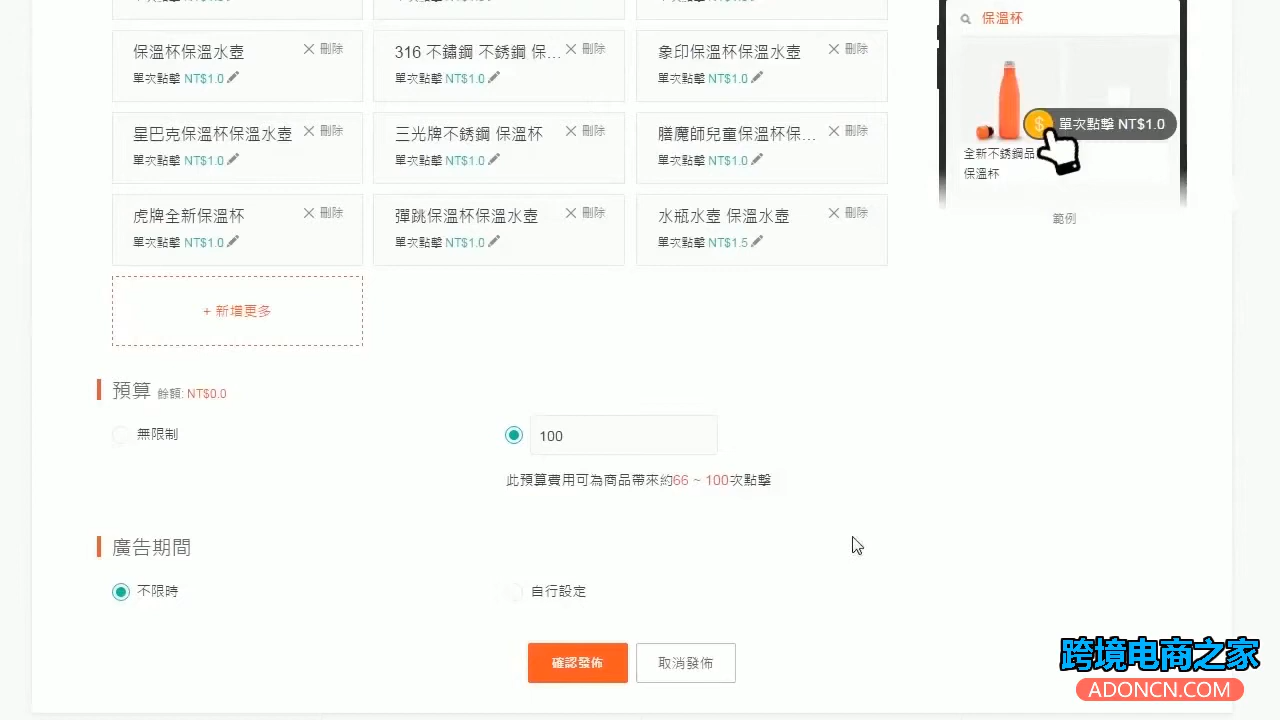 保溫杯保溫水壺 刪除
單次點擊 NT$1.0
316 不鏽鋼 不銹鋼 保... 刪除
單次點擊 NT$1.0
象印保溫杯保溫水壺 刪除
單次點擊 NT$1.0
星巴克保溫杯保溫水壺 刪除
單次點擊 NT$1.0
三光牌不銹鋼 保溫杯 刪除
單次點擊 NT$1.0
膳魔師兒童保溫杯保... 刪除
單次點擊 NT$1.0
虎牌全新保溫杯 刪除
單次點擊 NT$1.0
彈跳保溫杯保溫水壺 刪除
單次點擊 NT$1.0
水瓶水壺 保溫水壺 刪除
單次點擊 NT$1.5
+ 新增更多
保溫杯
$ 單次點擊 NT$1.0
全新不銹鋼品
保溫杯
範例
預算 餘額: NT$0.0
無限制
100
此預算費用可為商品帶來約66 ~ 100次點擊
廣告期間
不限時
自行設定
確認發佈
取消發佈
跨境电商之家
ADONCN.COM